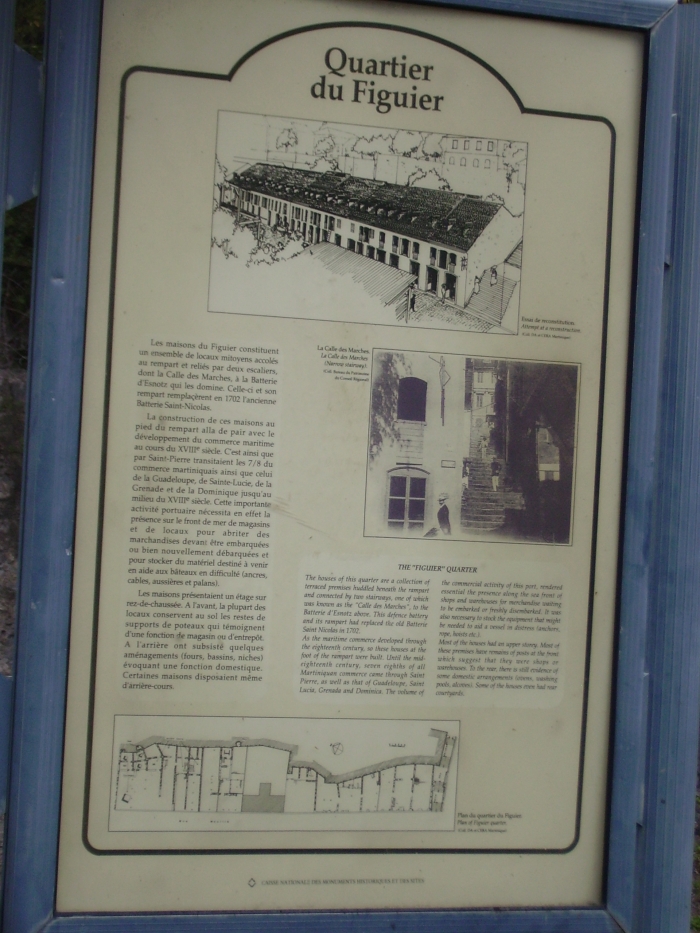 Quartier
du Figuier
Essai de reconstitution.
Attempt at a reconstruction.
Les maisons du Figuier constituent
un ensemble de locaux mitoyens accolés
au rempart et reliés par deux escaliers,
dont la Calle des Marches, à la Batterie
d'Esnotz qui les domine. Celle-ci et son
rempart remplacèrent en 1702 l'ancienne
Batterie Saint-Nicolas.
La construction de ces maisons au
pied du rempart alla de pair avec le
développement du commerce maritime
au cours du XVIIIe siècle. C'est ainsi que
par Saint-Pierre transitaient les 7/8 du
commerce martiniquais ainsi que celui
de la Guadeloupe, de Sainte-Lucie, de la
Grenade et de la Dominique jusqu'au
milieu du XVIIIe siècle. Cette importante
activité portuaire nécessita en effet la
présence sur le front de mer de magasins
et de locaux pour abriter des
marchandises devant être embarquées
ou bien nouvellement débarquées et
pour stocker du matériel destiné à venir
en aide aux bâteaux en difficulté (ancres,
cables, aussières et palans).
Les maisons présentaient un étage sur
rez-de-chaussée. A l'avant, la plupart des
locaux conservent au sol les restes de
supports de poteaux qui témoignent
d'une fonction de magasin ou d'entrepôt.
A l'arrière ont subsisté quelques
aménagements (fours, bassins, niches)
évoquant une fonction domestique.
Certaines maisons disposaient même
d'arrière-cours.
La Calle des Marches.
La Calle des Marches
(Narrow stairway).
THE "FIGUIER" QUARTER
The houses of this quarter are a collection of
terraced premises huddled beneath the rampart
and connected by two stairways, one of which
was known as the "Calle des Marches", to the
Batterie d'Esnotz above. This defence battery
and its rampart had replaced the old Batterie
Saint Nicolas in 1702.
As the maritime commerce developed through
the eighteenth century, so these houses at the
foot of the rampart were built. Until the mid-
eighteenth century, seven eighths of all
Martiniquan commerce came through Saint
Pierre, as well as that of Guadeloupe, Saint
Lucia, Grenada and Dominica. The volume of
the commercial activity of this port, rendered
essential the presence along the sea front of
shops and warehouses for merchandise waiting
to be embarked or freshly disembarked. It was
also necessary to stock the equipment that might
be needed to aid a vessel in distress (anchors,
rope, hoists etc.).
Most of the houses had an upper storey. Most of
these premises have remains of posts at the front
which suggest that they were shops or
warehouses. To the rear, there is still evidence of
some domestic arrangements (ovens, washing
pools, alcoves). Some of the houses even had rear
courtyards.
Plan du quartier du Figuier.
Plan of Figuier quarter.
CAISSE NATIONALE DES MONUMENTS HISTORIQUES ET DES SITES